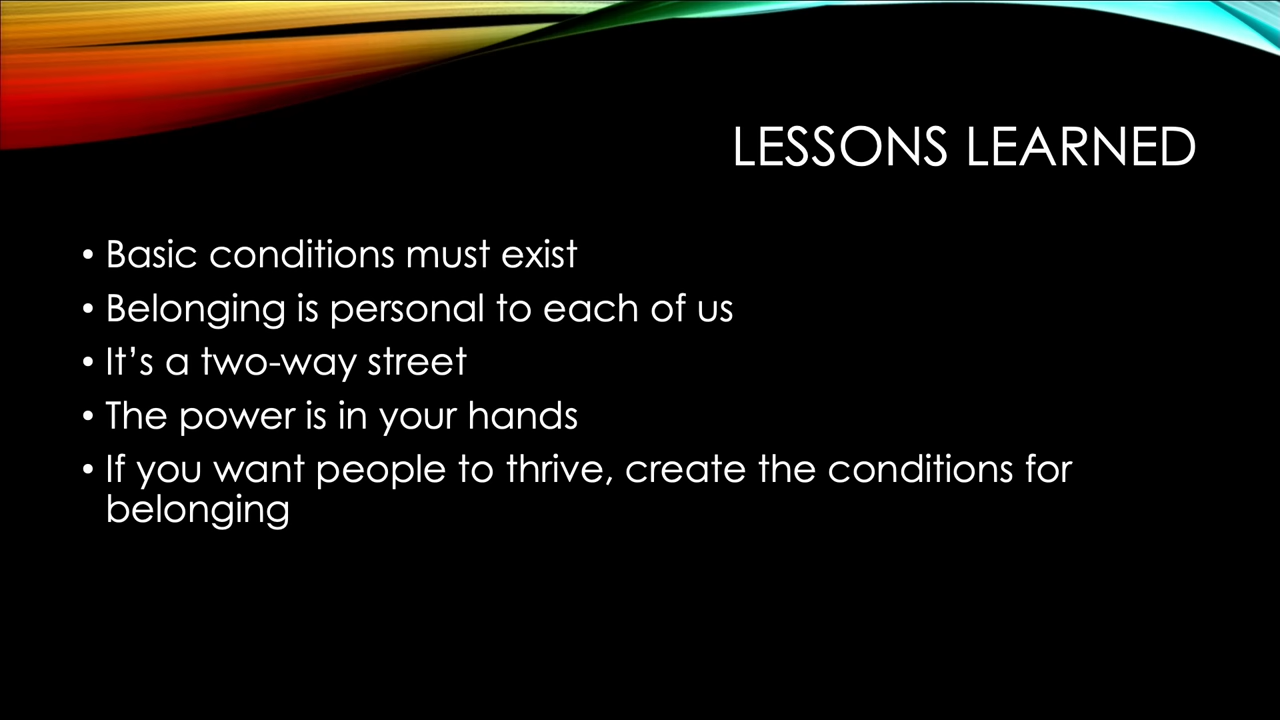 LESSONS LEARNED
• Basic conditions must exist
• Belonging is personal to each of us
• It’s a two-way street
• The power is in your hands
• If you want people to thrive, create the conditions for
belonging